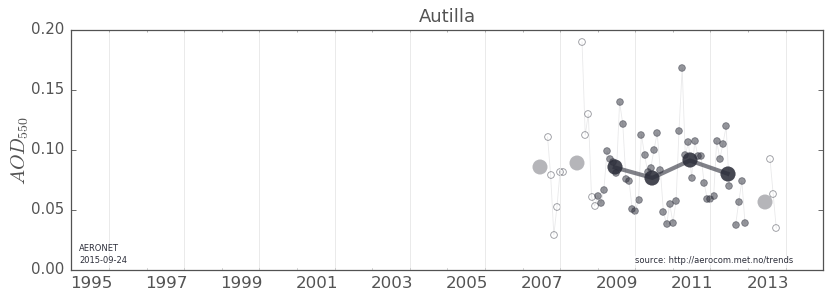 Autilla
0.20
0.15
0.10
0.05
0.00
AOD550
AERONET
2015-09-24
source: http://aerocom.met.no/trends
1995 1997 1999 2001 2003 2005 2007 2009 2011 2013